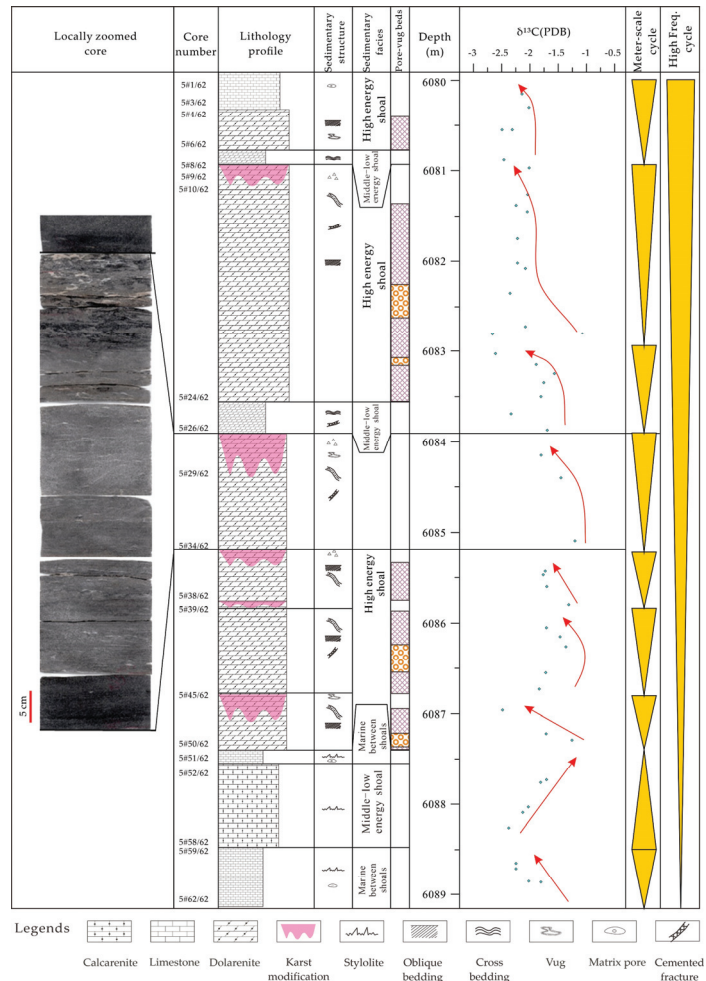 Locally zoomed
core
Core
number
Lithology
profile
Sedimentary
structure
Sedimentary
facies
Pore-vug beds
Depth
(m)
δ¹³C(PDB)
-3 -2.5 -2 -1.5 -1 -0.5
Meter-scale
cycle
High Freq.
cycle
5#1/62
5#3/62
5#4/62
5#6/62
5#8/62
5#9/62
5#10/62
5#24/62
5#26/62
5#29/62
5#34/62
5#38/62
5#39/62
5#45/62
5#50/62
5#51/62
5#52/62
5#58/62
5#59/62
5#62/62
High energy
shoal
Middle-low
energy shoal
High energy shoal
Middle-low
energy shoal
High energy
shoal
Marine
between
shoals
Middle-low
energy shoal
Marine
between
shoals
6080
6081
6082
6083
6084
6085
6086
6087
6088
6089
5 cm
Legends
Calcarenite
Limestone
Dolarenite
Karst
modification
Stylolite
Oblique
bedding
Cross
bedding
Vug
Matrix pore
Cemented
fracture